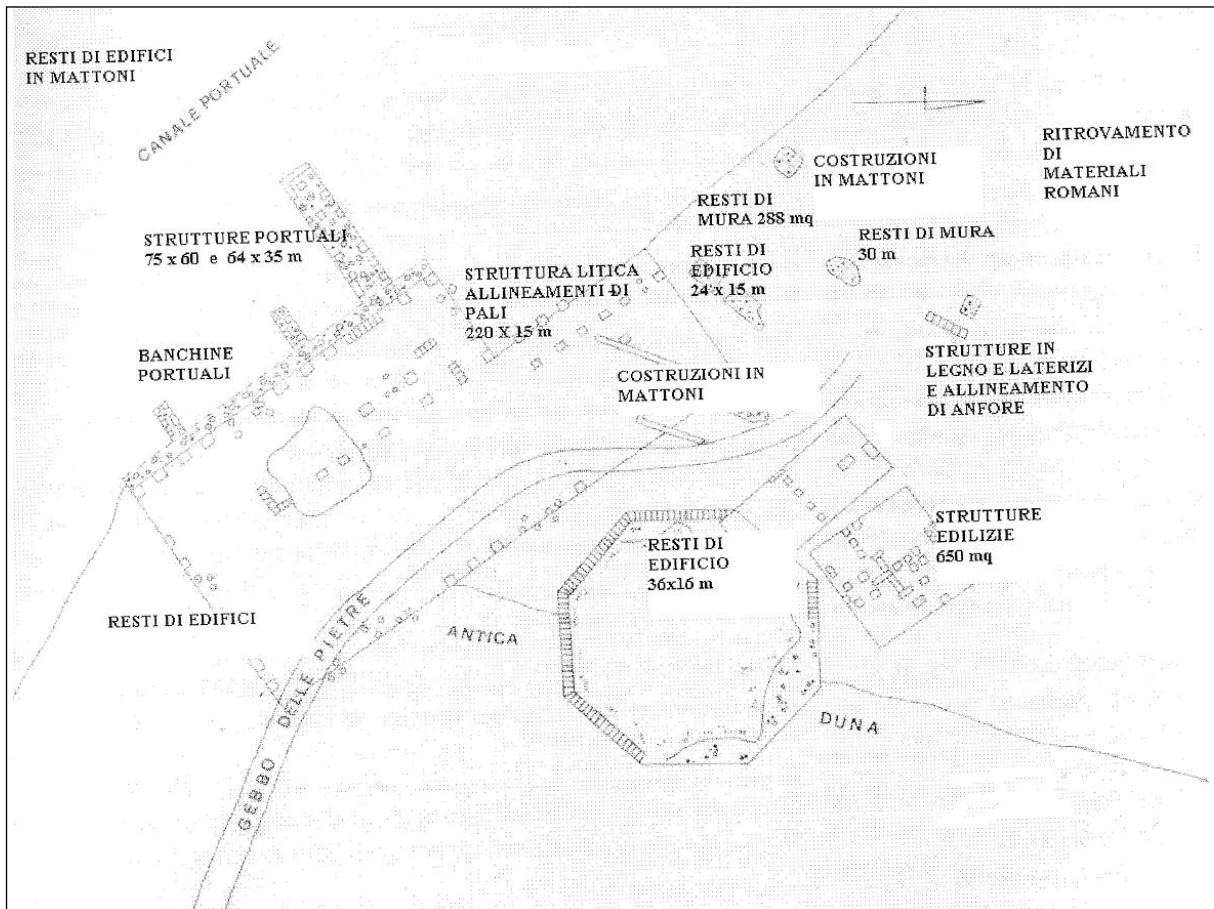 RESTI DI EDIFICI
IN MATTONI
CANALE PORTUALE
RITROVAMENTO
DI
MATERIALI
ROMANI
COSTRUZIONI
IN MATTONI
RESTI DI
MURA 288 mq
STRUTTURE PORTUALI
75 x 60 e 64 x 35 m
RESTI DI MURA
30 m
RESTI DI
EDIFICIO
24 x 15 m
STRUTTURA LITICA
ALLINEAMENTI DI
PALI
220 X 15 m
BANCHINE
PORTUALI
STRUTTURE IN
LEGNO E LATERIZI
E ALLINEAMENTO
DI ANFORE
COSTRUZIONI IN
MATTONI
STRUTTURE
EDILIZIE
650 mq
RESTI DI
EDIFICIO
36x16 m
RESTI DI EDIFICI
ANTICA
DUNA
GEBBO DELLE PIETRE